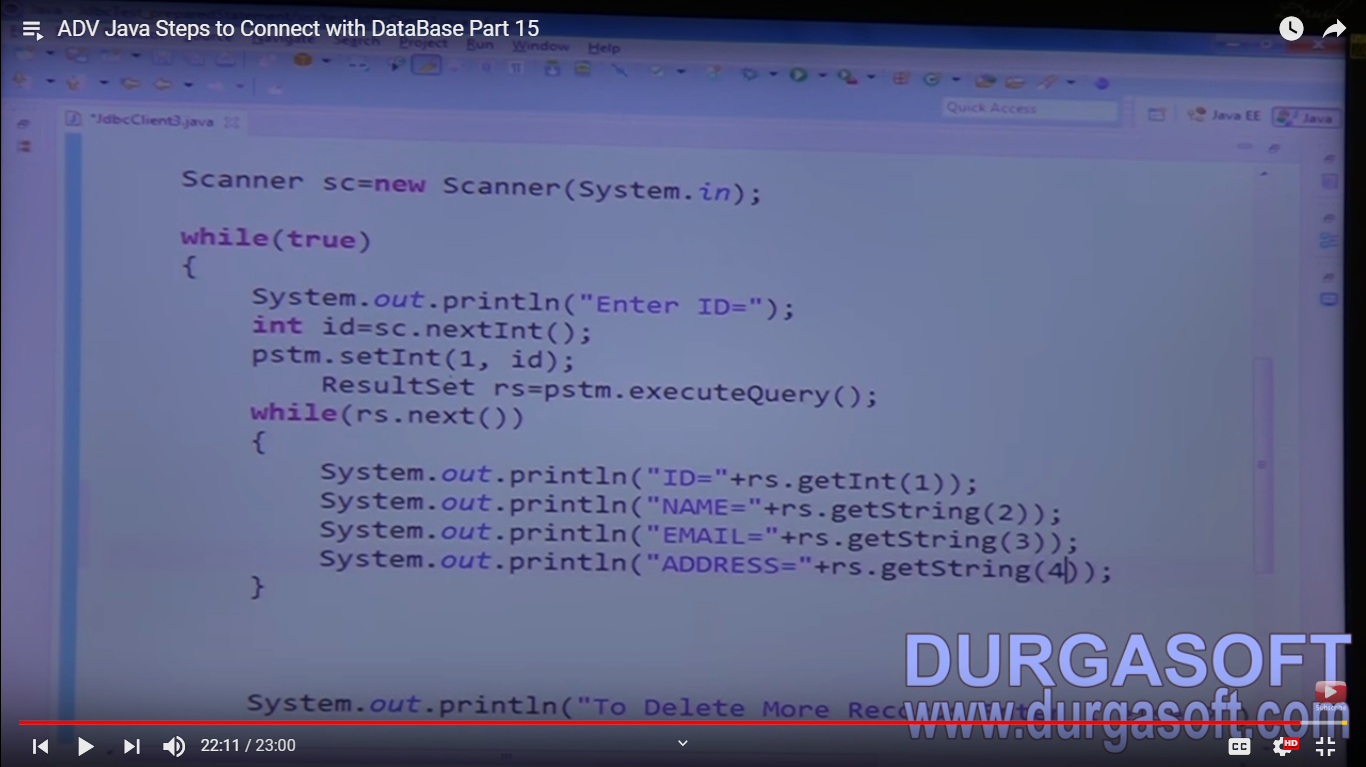 ADV Java Steps to Connect with DataBase Part 15
Search Project Run Window Help
Quick Access
Java EE
Java
*JdbcClient3.java
Scanner sc=new Scanner(System.in);
while(true)
{
System.out.println("Enter ID=");
int id=sc.nextInt();
pstm.setInt(1, id);
ResultSet rs=pstm.executeQuery();
while(rs.next())
{
System.out.println("ID="+rs.getInt(1));
System.out.println("NAME="+rs.getString(2));
System.out.println("EMAIL="+rs.getString(3));
System.out.println("ADDRESS="+rs.getString(4));
}
System.out.println("To Delete More
DURGASOFT
www.durgasoft.com
Subscribe
22:11 / 23:00
CC
HD